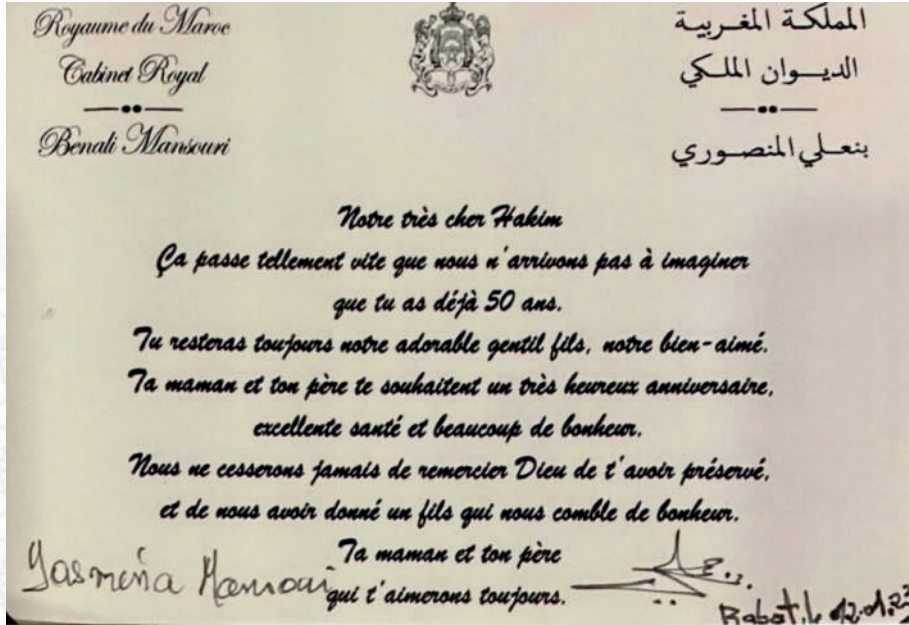 Royaume du Maroc
Cabinet Royal
Benali Mansouri
المملكة المغربية
الديوان الملكي
بنعلي المنصوري
Notre très cher Hakim
Ça passe tellement vite que nous n'arrivons pas à imaginer
que tu as déjà 50 ans.
Tu resteras toujours notre adorable gentil fils, notre bien-aimé.
Ta maman et ton père te souhaitent un très heureux anniversaire,
excellente santé et beaucoup de bonheur.
Nous ne cesserons jamais de remercier Dieu de t'avoir préservé,
et de nous avoir donné un fils qui nous comble de bonheur.
Ta maman et ton père
qui t'aimerons toujours.
Yasmina Mansouri
Rabat, le 12.01.23